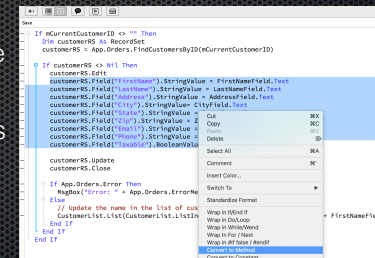 e
s
Save
If mCurrentCustomerID <> "" Then
Dim customerRS As RecordSet
customerRS = App.Orders.FindCustomersByID(mCurrentCustomerID)
If customerRS <> Nil Then
customerRS.Edit
customerRS.Field("FirstName").StringValue = FirstNameField.Text
customerRS.Field("LastName").StringValue = LastNameField.Text
customerRS.Field("Address").StringValue = AddressField.Text
customerRS.Field("City").StringValue= CityField.Text
customerRS.Field("State").StringValue =
customerRS.Field("Zip").StringValue = Z
customerRS.Field("Email").StringValue =
customerRS.Field("Phone").StringValue =
customerRS.Field("Taxable").BooleanValu
customerRS.Update
customerRS.Close
If App.Orders.Error Then
MsgBox("Error: " + App.Orders.ErrorMe
Else
// Update the name in the list of cus
CustomerList.List(CustomerList.ListIn
+ FirstNameF
End If
End If
End If
Cut ⌘X
Copy ⌘C
Paste ⌘V
Delete ⌫
Select All ⌘A
Comment ⌘'
Insert Color...
Switch To ▶
Standardize Format
Wrap in If/End If
Wrap in Do/Loop
Wrap in While/Wend
Wrap in For / Next
Wrap in #if false / #endif
Convert to Method
Convert to Constant